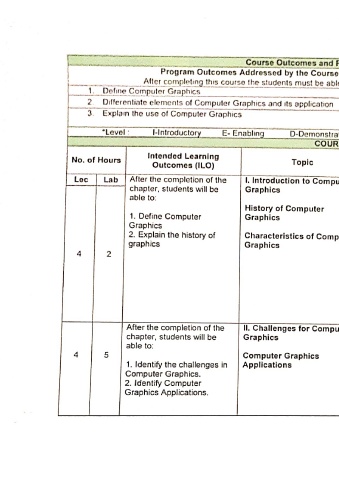 Course Outcomes and
Program Outcomes Addressed by the Course
After completing this course the students must be
1. Define Computer Graphics
2. Differentiate elements of Computer Graphics and its application
3. Explain the use of Computer Graphics
*Level: I-Introductory E- Enabling D-Demonstra
COUR
No. of Hours
Intended Learning
Outcomes (ILO)
Topic
Lec Lab
After the completion of the
chapter, students will be
able to:
1. Define Computer
Graphics
2. Explain the history of
graphics
4 2
I. Introduction to Compu
Graphics
History of Computer
Graphics
Characteristics of Comp
Graphics
4 5
After the completion of the
chapter, students will be
able to:
1. Identify the challenges in
Computer Graphics.
2. Identify Computer
Graphics Applications.
II. Challenges for Compu
Graphics
Computer Graphics
Applications